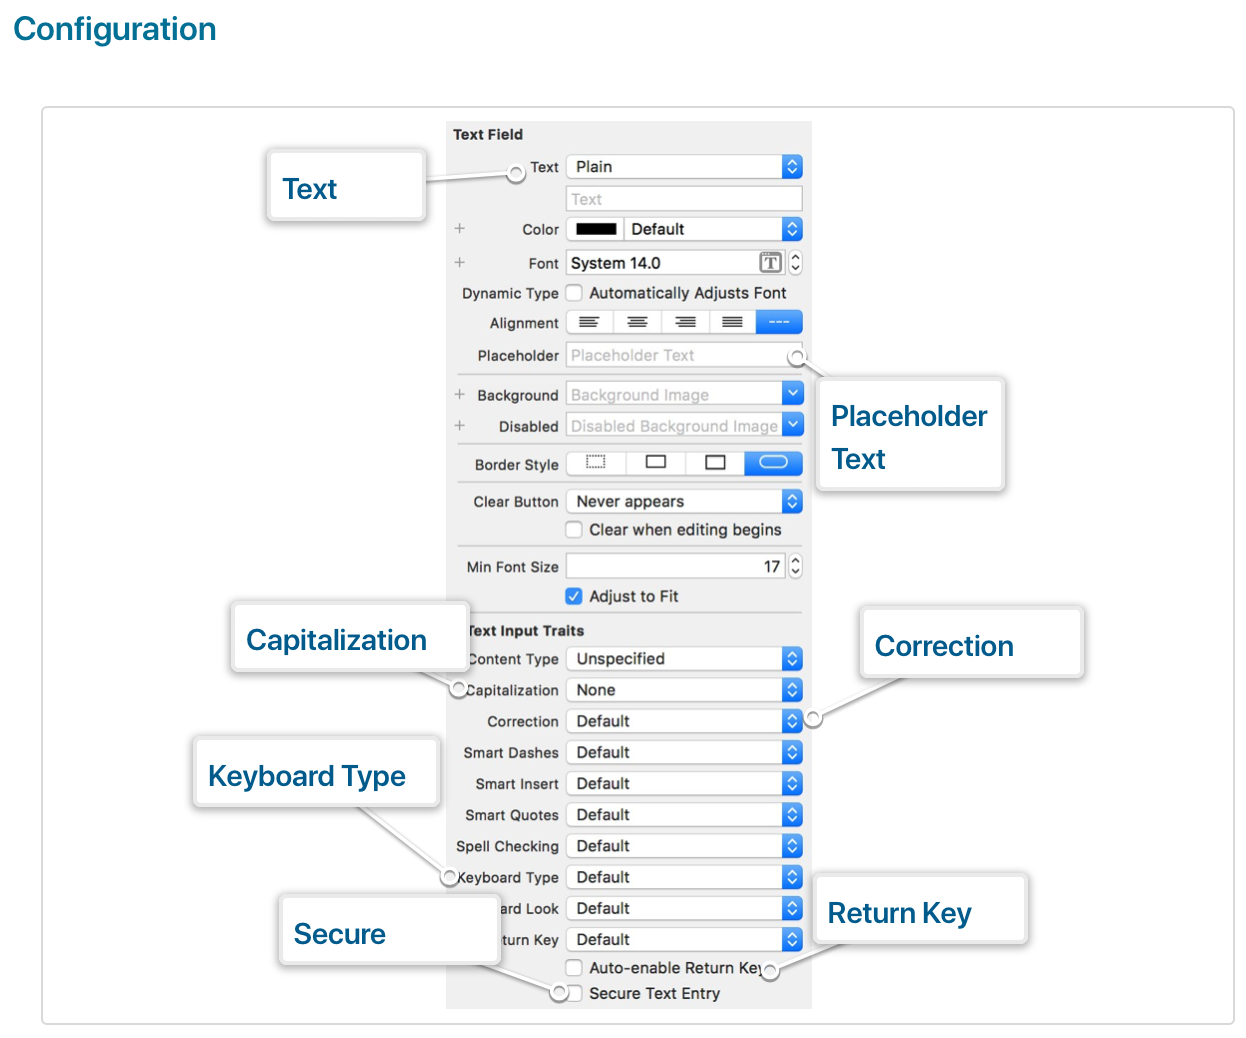 Configuration
Text Field
Text
Text Plain
Text
Color Default
Font System 14.0 T
Dynamic Type Automatically Adjusts Font
Alignment
Placeholder Placeholder Text
Placeholder
Text
Background Background Image
Disabled Disabled Background Image
Border Style
Clear Button Never appears
Clear when editing begins
Min Font Size 17
Adjust to Fit
Capitalization
Text Input Traits
Correction
Content Type Unspecified
Capitalization None
Correction Default
Smart Dashes Default
Keyboard Type
Smart Insert Default
Smart Quotes Default
Spell Checking Default
Keyboard Type Default
ard Look Default
Return Key
Secure
turn Key Default
Auto-enable Return Key
Secure Text Entry